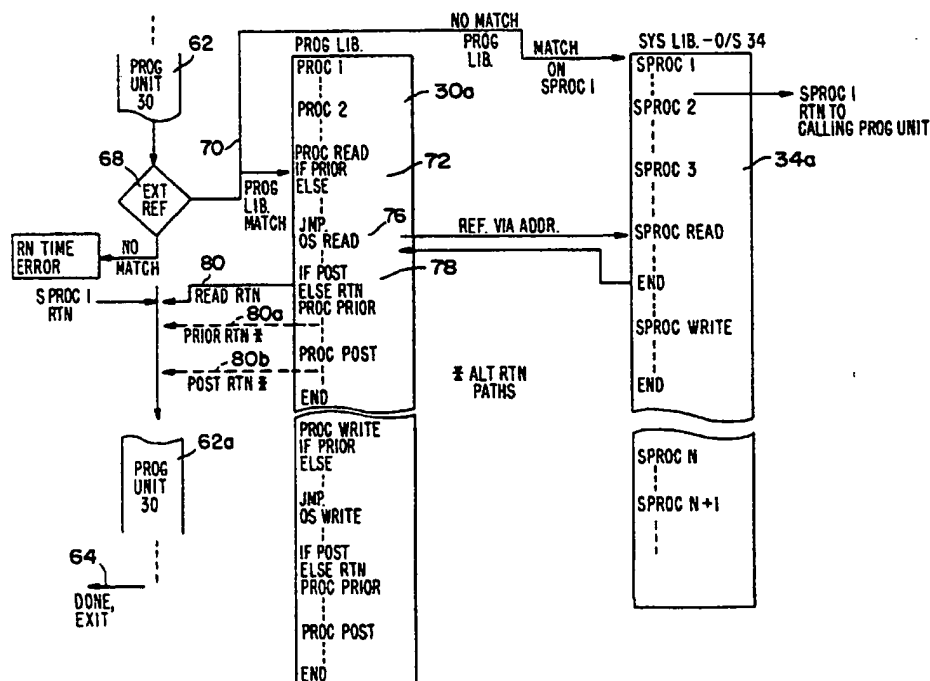 62
PROG
UNIT
30
68
EXT
REF
RN TIME
ERROR
NO
MATCH
SPROC 1
RTN
70
PROG
LIB.
MATCH
80
READ RTN
80a
PRIOR RTN *
80b
POST RTN *
62a
PROG
UNIT
30
64
DONE,
EXIT
PROG LIB.
PROC 1
30a
PROC 2
PROC READ
IF PRIOR
ELSE
72
JMP.
OS READ
76
IF POST
ELSE RTN
PROC PRIOR
78
PROC POST
END
PROC WRITE
IF PRIOR
ELSE
JMP.
OS WRITE
IF POST
ELSE RTN
PROC PRIOR
PROC POST
END
NO MATCH
PROG
LIB.
MATCH
ON
SPROC 1
REF. VIA ADDR.
* ALT RTN
PATHS
SYS LIB.-O/S 34
SPROC 1
SPROC 2
SPROC 3
34a
SPROC READ
END
SPROC WRITE
END
SPROC N
SPROC N+1
SPROC 1
RTN TO
CALLING PROG UNIT